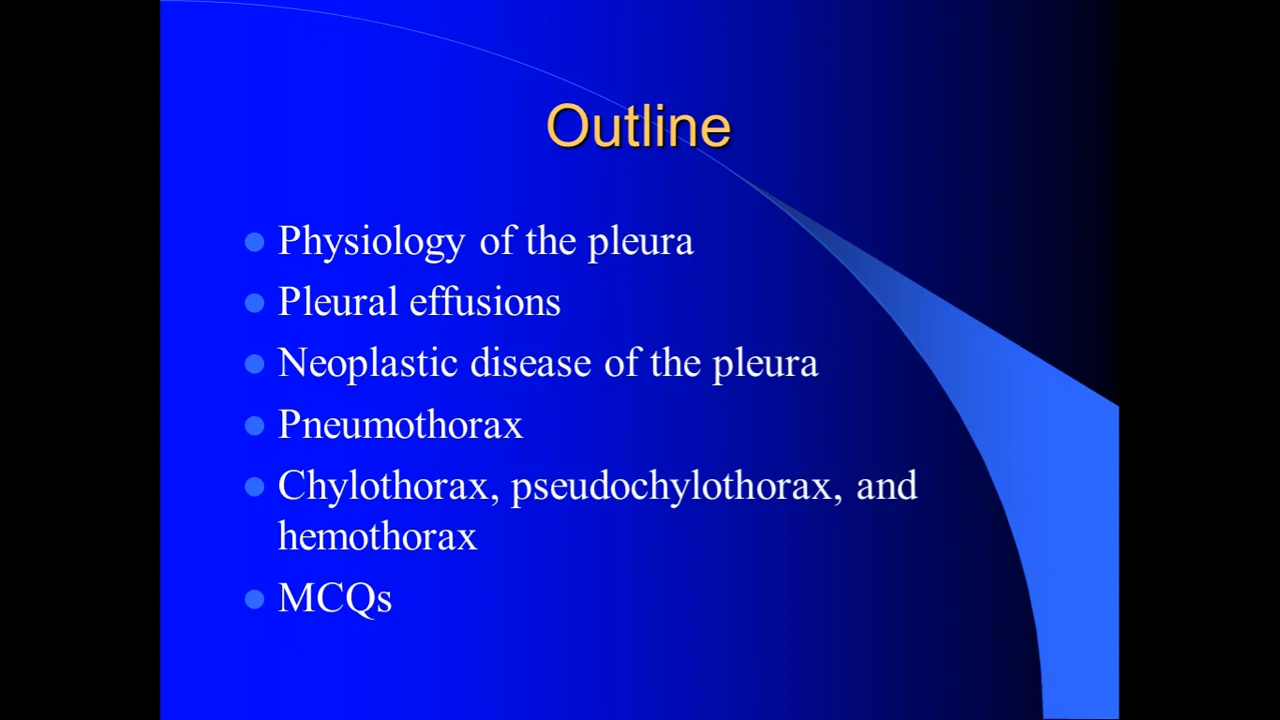 Outline
Physiology of the pleura
Pleural effusions
Neoplastic disease of the pleura
Pneumothorax
Chylothorax, pseudochylothorax, and
hemothorax
MCQs